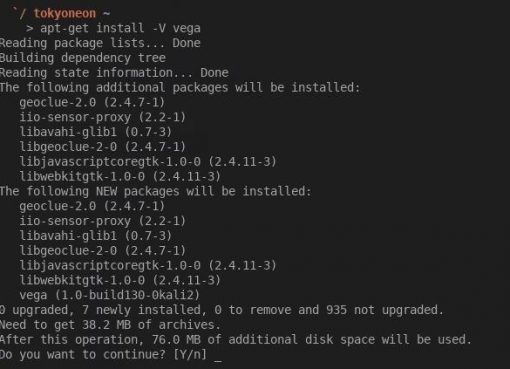 `/ tokyoneon ~
> apt-get install -V vega
Reading package lists... Done
Building dependency tree
Reading state information... Done
The following additional packages will be installed:
geoclue-2.0 (2.4.7-1)
iio-sensor-proxy (2.2-1)
libavahi-glib1 (0.7-3)
libgeoclue-2-0 (2.4.7-1)
libjavascriptcoregtk-1.0-0 (2.4.11-3)
libwebkitgtk-1.0-0 (2.4.11-3)
The following NEW packages will be installed:
geoclue-2.0 (2.4.7-1)
iio-sensor-proxy (2.2-1)
libavahi-glib1 (0.7-3)
libgeoclue-2-0 (2.4.7-1)
libjavascriptcoregtk-1.0-0 (2.4.11-3)
libwebkitgtk-1.0-0 (2.4.11-3)
vega (1.0-build130-0kali2)
0 upgraded, 7 newly installed, 0 to remove and 935 not upgraded.
Need to get 38.2 MB of archives.
After this operation, 76.0 MB of additional disk space will be used.
Do you want to continue? [Y/n] _